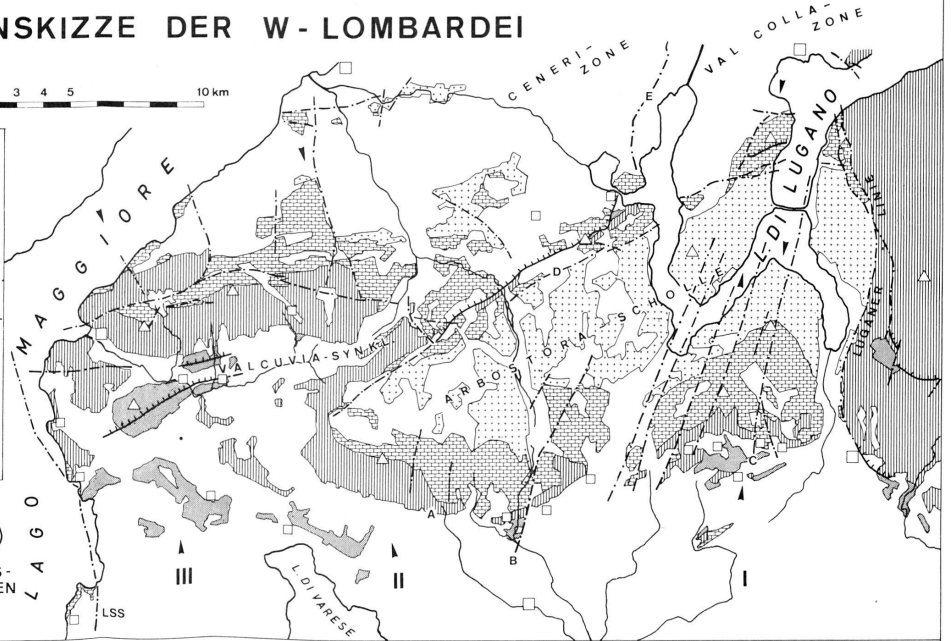 NSKIZZE DER W - LOMBARDEI
3 4 5 10 km
CENERI-
ZONE
VAL COLLA-
ZONE
E
LAGO MAGGIORE
L. DI LUGANO
LUGANER LINIE
D
VALCUVIA-SYNKL.
ARBOSTORIA SCHOLLE
A
B
C
III
II
I
L. DI VARESE
LSS
S-
EN